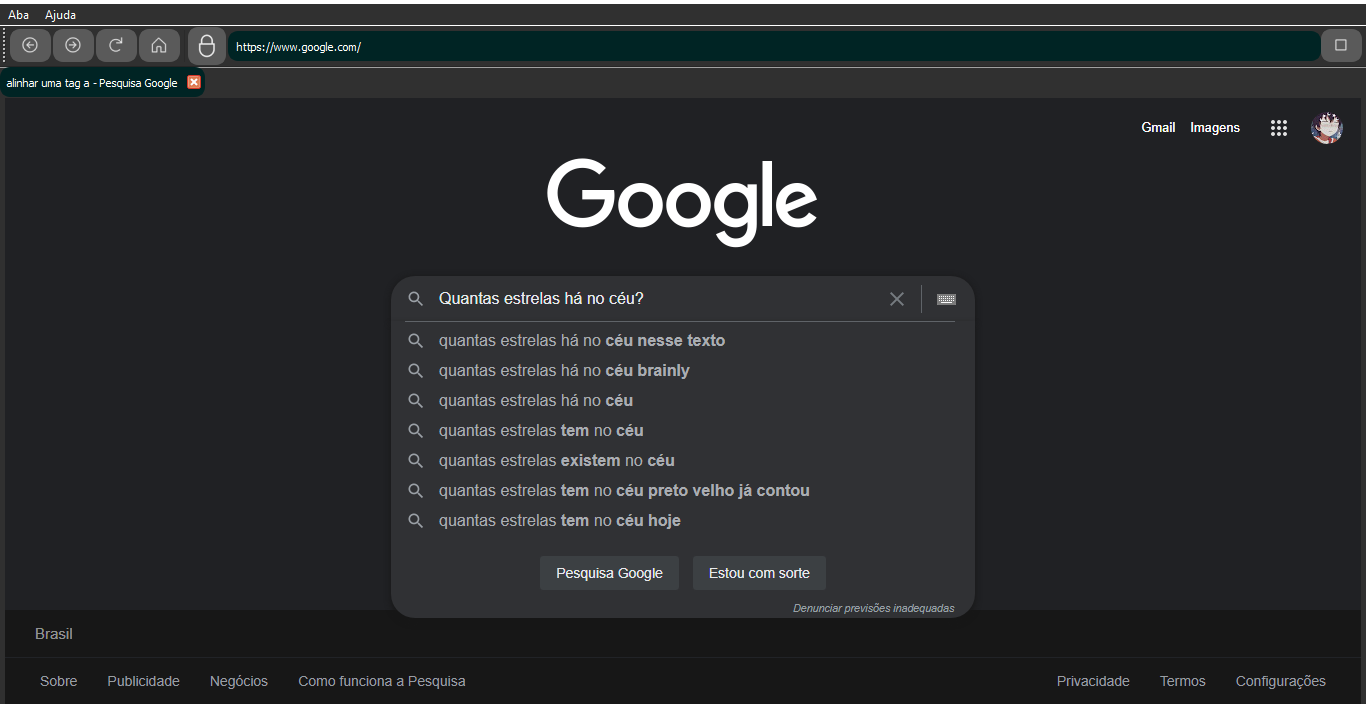 Aba Ajuda
https://www.google.com/
alinhar uma tag a - Pesquisa Google
Gmail Imagens
Google
Quantas estrelas há no céu?
quantas estrelas há no céu nesse texto
quantas estrelas há no céu brainly
quantas estrelas há no céu
quantas estrelas tem no céu
quantas estrelas existem no céu
quantas estrelas tem no céu preto velho já contou
quantas estrelas tem no céu hoje
Pesquisa Google Estou com sorte
Denunciar previsões inadequadas
Brasil
Sobre Publicidade Negócios Como funciona a Pesquisa Privacidade Termos Configurações